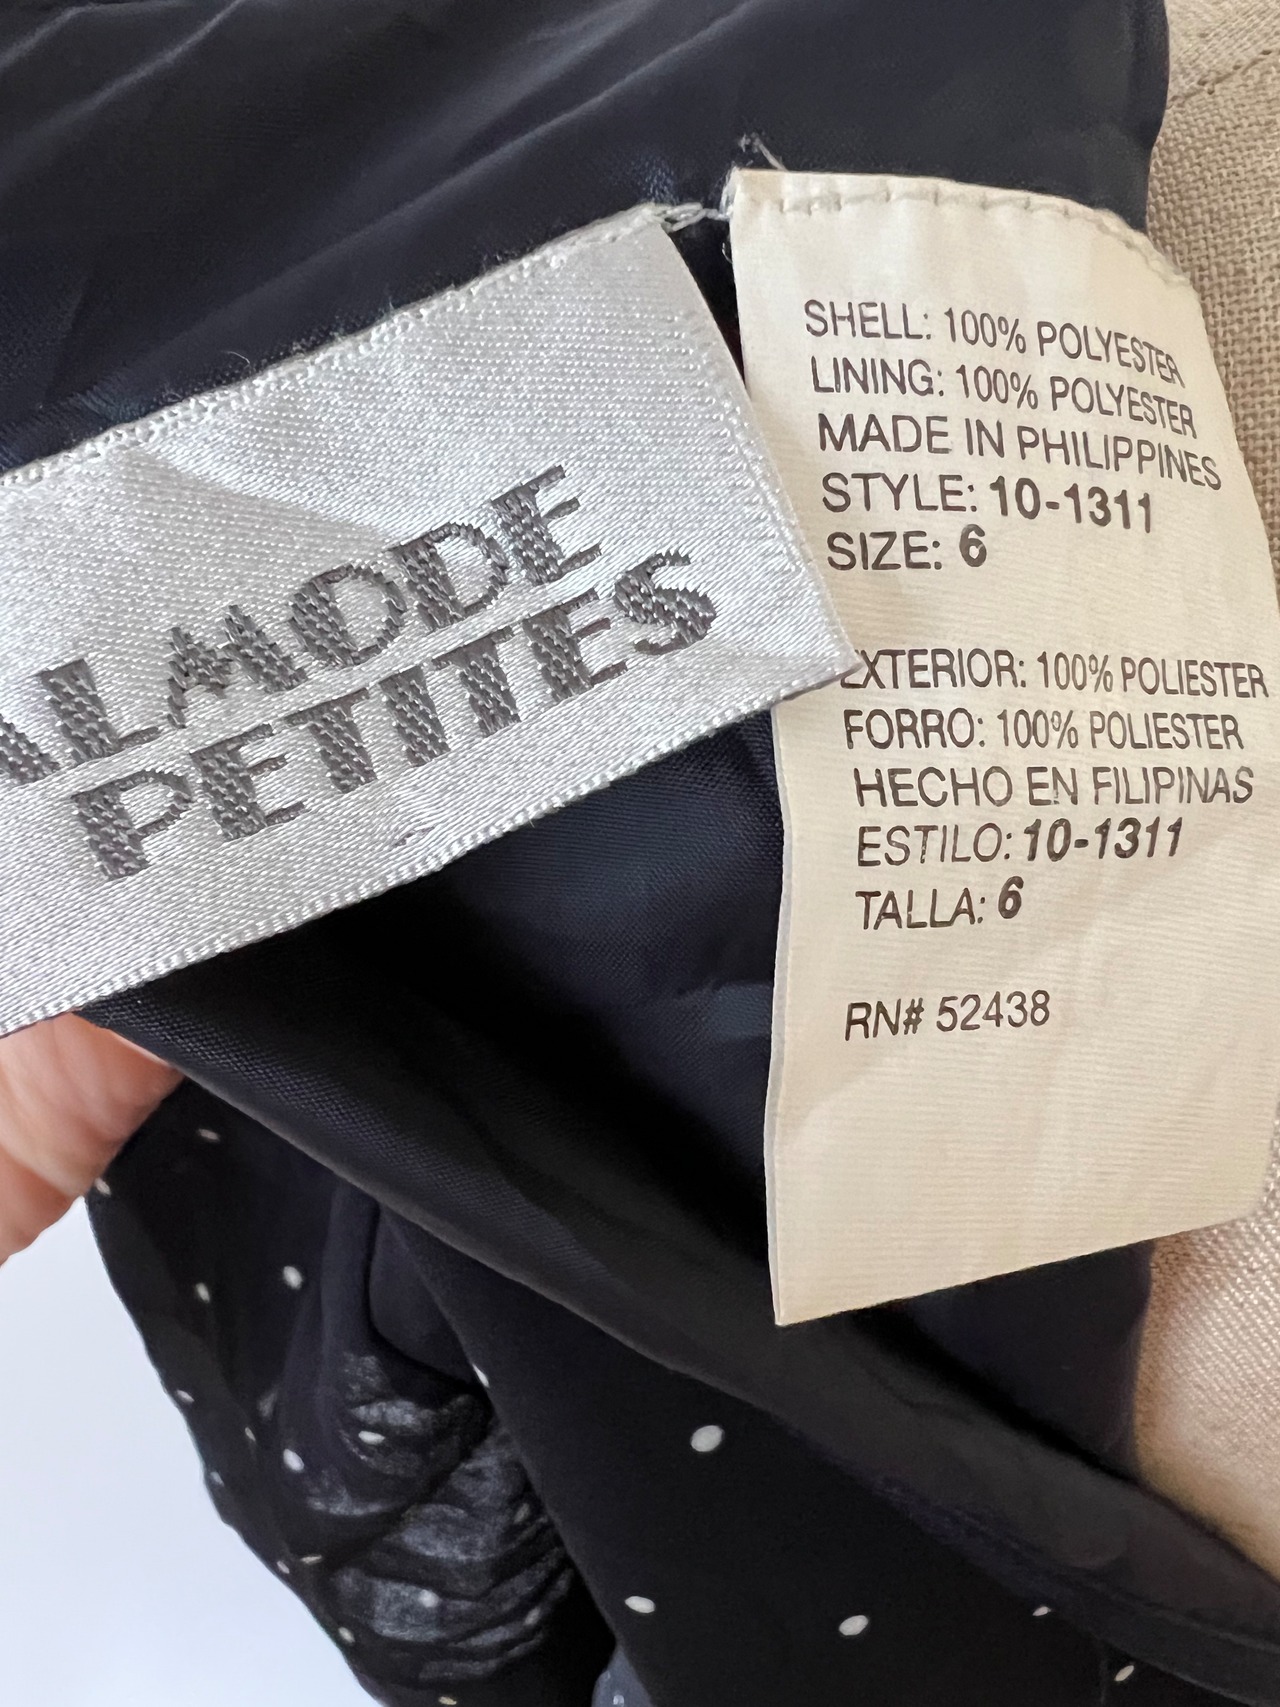 ALMODE
PETITES
SHELL: 100% POLYESTER
LINING: 100% POLYESTER
MADE IN PHILIPPINES
STYLE: 10-1311
SIZE: 6
EXTERIOR: 100% POLIESTER
FORRO: 100% POLIESTER
HECHO EN FILIPINAS
ESTILO: 10-1311
TALLA: 6
RN# 52438